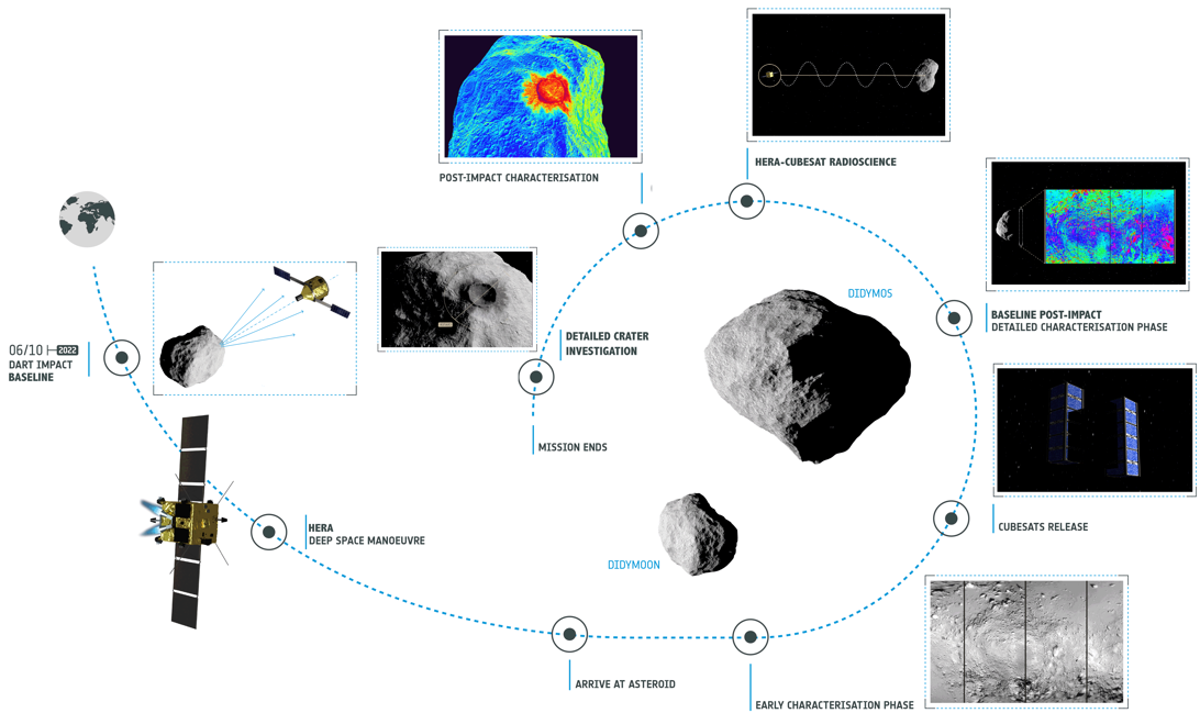 POST-IMPACT CHARACTERISATION
HERA-CUBESAT RADIOSCIENCE
DIDYMOS
BASELINE POST-IMPACT
DETAILED CHARACTERISATION PHASE
06/10 2022
DART IMPACT
BASELINE
DETAILED CRATER
INVESTIGATION
MISSION ENDS
HERA
DEEP SPACE MANOEUVRE
CUBESATS RELEASE
DIDYMOON
ARRIVE AT ASTEROID
EARLY CHARACTERISATION PHASE